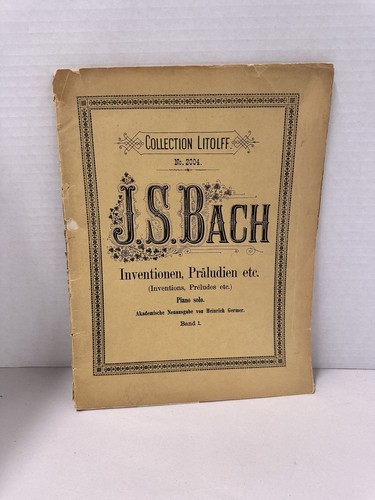 COLLECTION LITOLFF.
No. 2004.
J.S.BACH
Inventionen, Präludien etc.
(Inventions, Préludes etc.)
Piano solo.
Akademische Neuausgabe von Heinrich Germer.
Band 1.